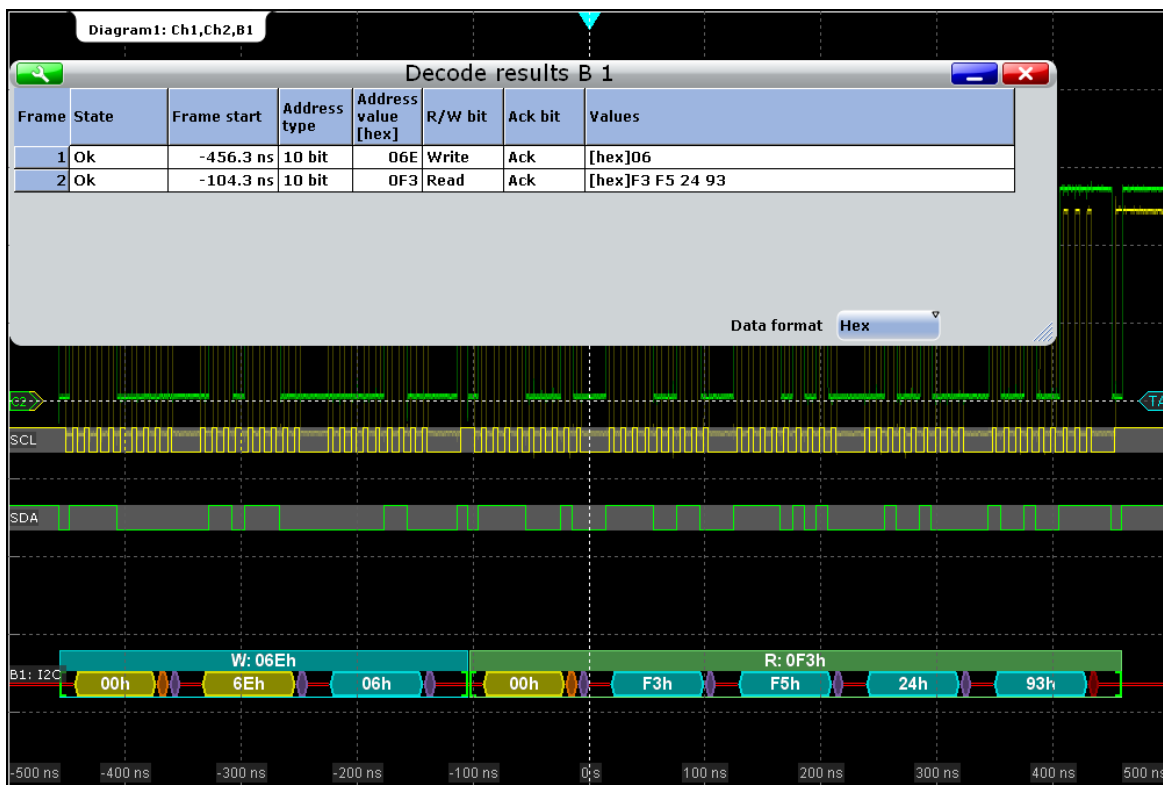 Diagram1: Ch1,Ch2,B1
Decode results B 1
Frame State Frame start Address type Address value [hex] R/W bit Ack bit Values
1 Ok -456.3 ns 10 bit 06E Write Ack [hex]06
2 Ok -104.3 ns 10 bit 0F3 Read Ack [hex]F3 F5 24 93
Data format Hex
C2
TA
SCL
SDA
W: 06Eh R: 0F3h
B1: I2C 00h 6Eh 06h 00h F3h F5h 24h 93h
-500 ns -400 ns -300 ns -200 ns -100 ns 0 s 100 ns 200 ns 300 ns 400 ns 500 ns